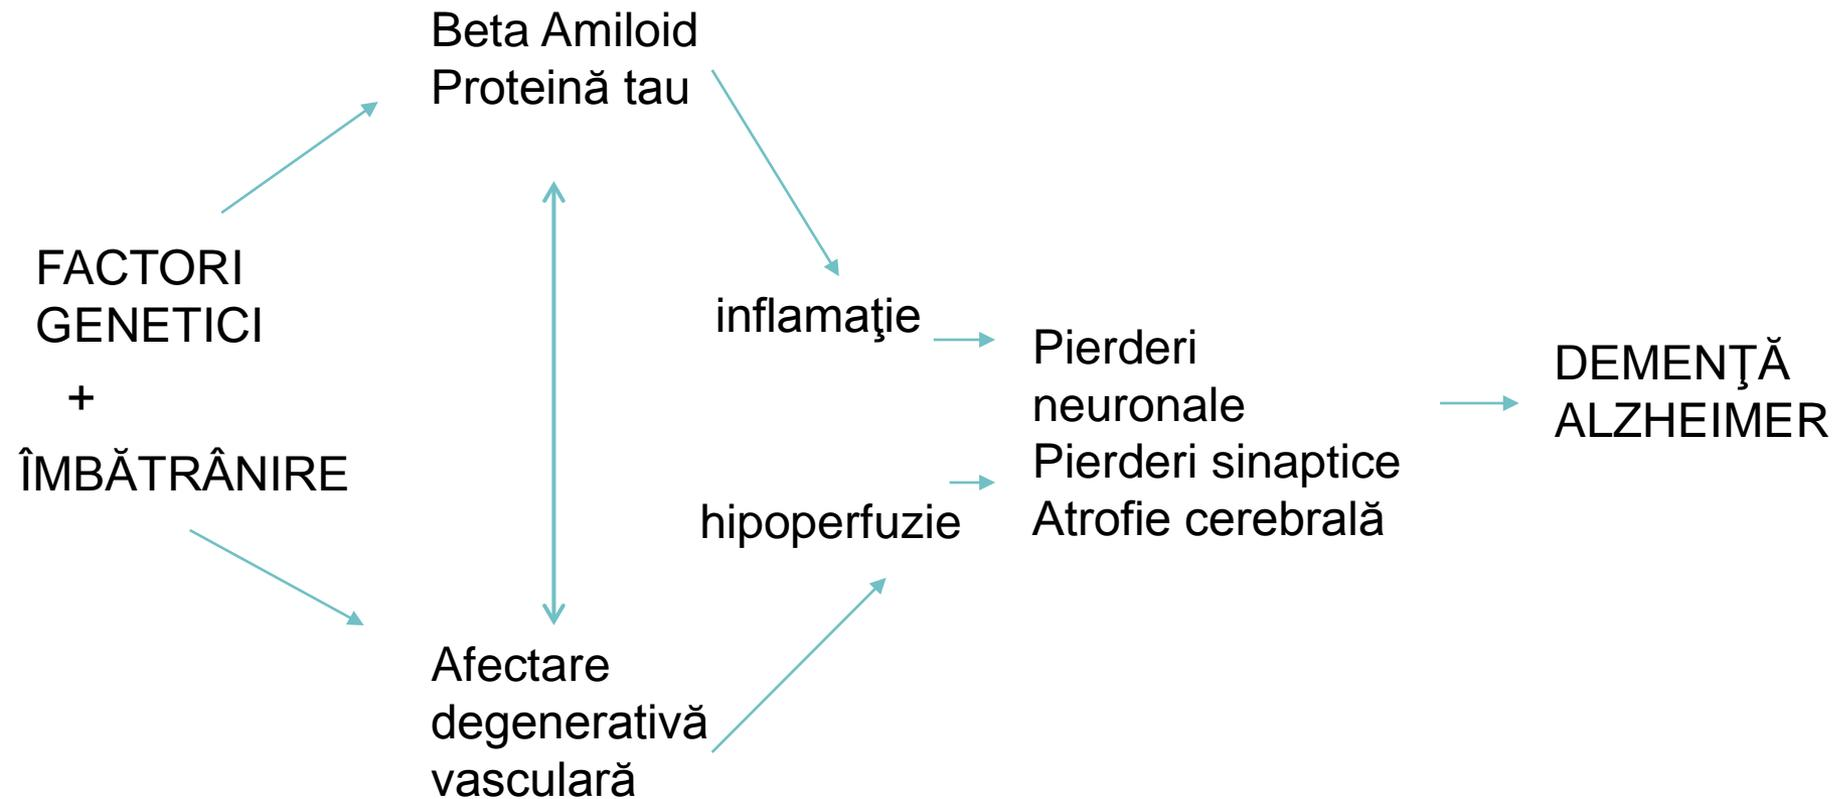 Beta Amiloid
Proteină tau
FACTORI
GENETICI
+
ÎMBĂTRÂNIRE
inflamaţie
hipoperfuzie
Afectare
degenerativă
vasculară
Pierderi
neuronale
Pierderi sinaptice
Atrofie cerebrală
DEMENŢĂ
ALZHEIMER